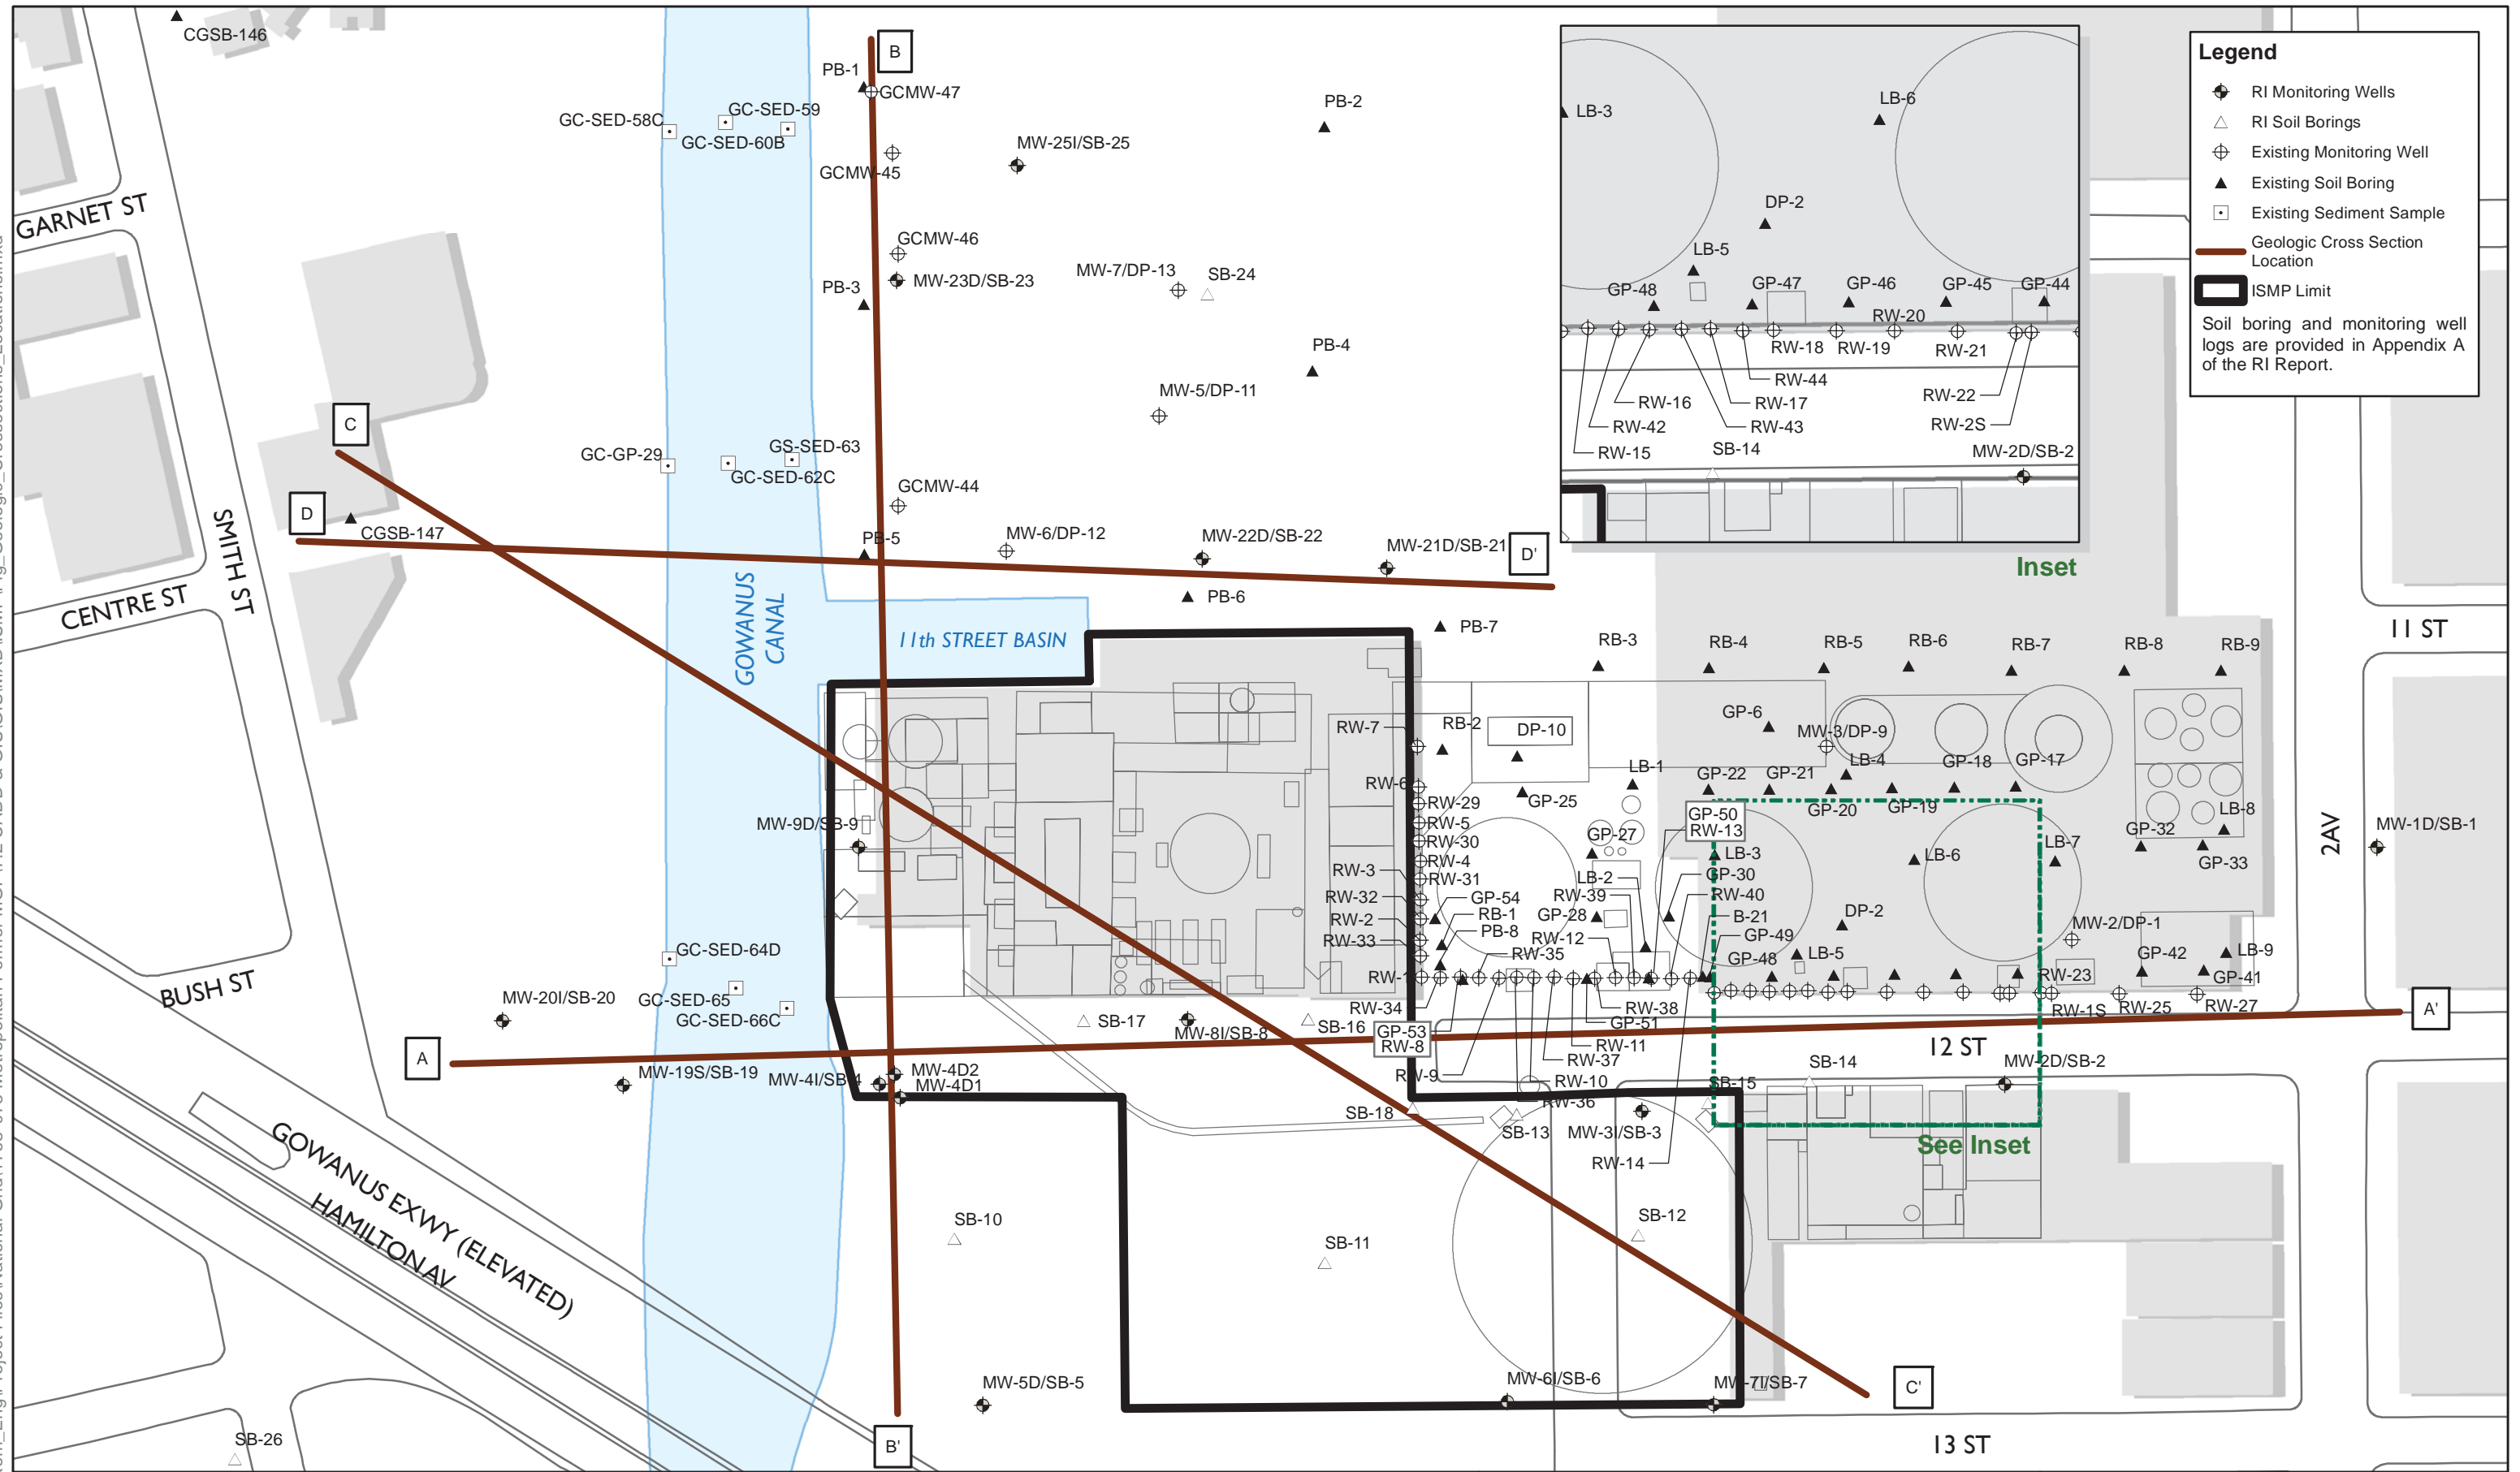 CGSB-146
B
PB-1
GCMW-47
GC-SED-59
GC-SED-58C
GC-SED-60B
PB-2
MW-25I/SB-25
GCMW-45
GARNET ST
GCMW-46
MW-23D/SB-23
PB-3
MW-7/DP-13
SB-24
PB-4
MW-5/DP-11
C
GC-GP-29
GS-SED-63
GC-SED-62C
GCMW-44
D
CGSB-147
SMITH ST
PB-5
MW-6/DP-12
MW-22D/SB-22
MW-21D/SB-21
D'
CENTRE ST
GOWANUS
CANAL
PB-6
11th STREET BASIN
PB-7
LB-3
LB-6
DP-2
LB-5
GP-48
GP-47
GP-46
GP-45
GP-44
RW-20
RW-18
RW-19
RW-21
RW-44
RW-16
RW-17
RW-22
RW-42
RW-43
RW-2S
RW-15
SB-14
MW-2D/SB-2
Inset
Legend
RI Monitoring Wells
RI Soil Borings
Existing Monitoring Well
Existing Soil Boring
Existing Sediment Sample
Geologic Cross Section
Location
ISMP Limit
Soil boring and monitoring well
logs are provided in Appendix A
of the RI Report.
11 ST
RB-3
RB-4
RB-5
RB-6
RB-7
RB-8
RB-9
RW-7
RB-2
DP-10
GP-6
MW-3/DP-9
RW-6
LB-1
GP-22
GP-21
LB-4
GP-18
GP-17
RW-29
GP-25
GP-20
GP-19
LB-8
GP-50
RW-13
RW-5
MW-9D/SB-9
RW-30
GP-27
GP-32
MW-1D/SB-1
2AV
RW-4
LB-3
LB-6
LB-7
GP-33
RW-3
RW-31
LB-2
GP-30
RW-32
GP-54
RW-39
RW-40
RW-2
RB-1
GP-28
B-21
DP-2
MW-2/DP-1
RW-33
PB-8
RW-12
GP-49
GC-SED-64D
RW-35
GP-48
LB-5
GP-42
LB-9
RW-1
RW-23
GP-41
BUSH ST
MW-20I/SB-20
GC-SED-65
GC-SED-66C
RW-34
RW-38
RW-1S
RW-25
RW-27
SB-17
MW-8I/SB-8
SB-16
GP-53
RW-8
GP-51
A'
A
RW-11
12 ST
RW-37
MW-19S/SB-19
MW-4I/SB-4
MW-4D2
MW-4D1
RW-9
RW-10
SB-14
MW-2D/SB-2
RW-36
SB-15
SB-18
SB-13
MW-3I/SB-3
See Inset
RW-14
GOWANUS EXWY (ELEVATED)
HAMILTON AV
SB-10
SB-11
SB-12
MW-5D/SB-5
MW-6I/SB-6
MW-7I/SB-7
C'
SB-26
B'
13 ST